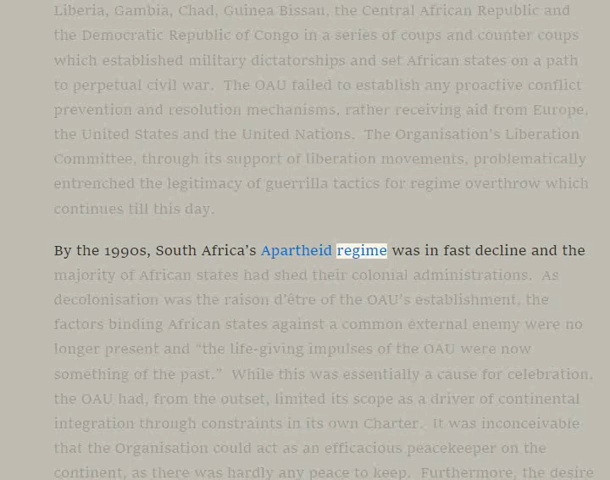 Liberia, Gambia, Chad, Guinea Bissau, the Central African Republic and
the Democratic Republic of Congo in a series of coups and counter coups
which established military dictatorships and set African states on a path
to perpetual civil war.  The OAU failed to establish any proactive conflict
prevention and resolution mechanisms, rather receiving aid from Europe,
the United States and the United Nations.  The Organisation's Liberation
Committee, through its support of liberation movements, problematically
entrenched the legitimacy of guerrilla tactics for regime overthrow which
continues till this day.
By the 1990s, South Africa's Apartheid regime was in fast decline and the
majority of African states had shed their colonial administrations.  As
decolonisation was the raison d'être of the OAU's establishment, the
factors binding African states against a common external enemy were no
longer present and “the life-giving impulses of the OAU were now
something of the past.”  While this was essentially a cause for celebration,
the OAU had, from the outset, limited its scope as a driver of continental
integration through constraints in its own Charter.  It was inconceivable
that the Organisation could act as an efficacious peacekeeper on the
continent, as there was hardly any peace to keep.  Furthermore, the desire